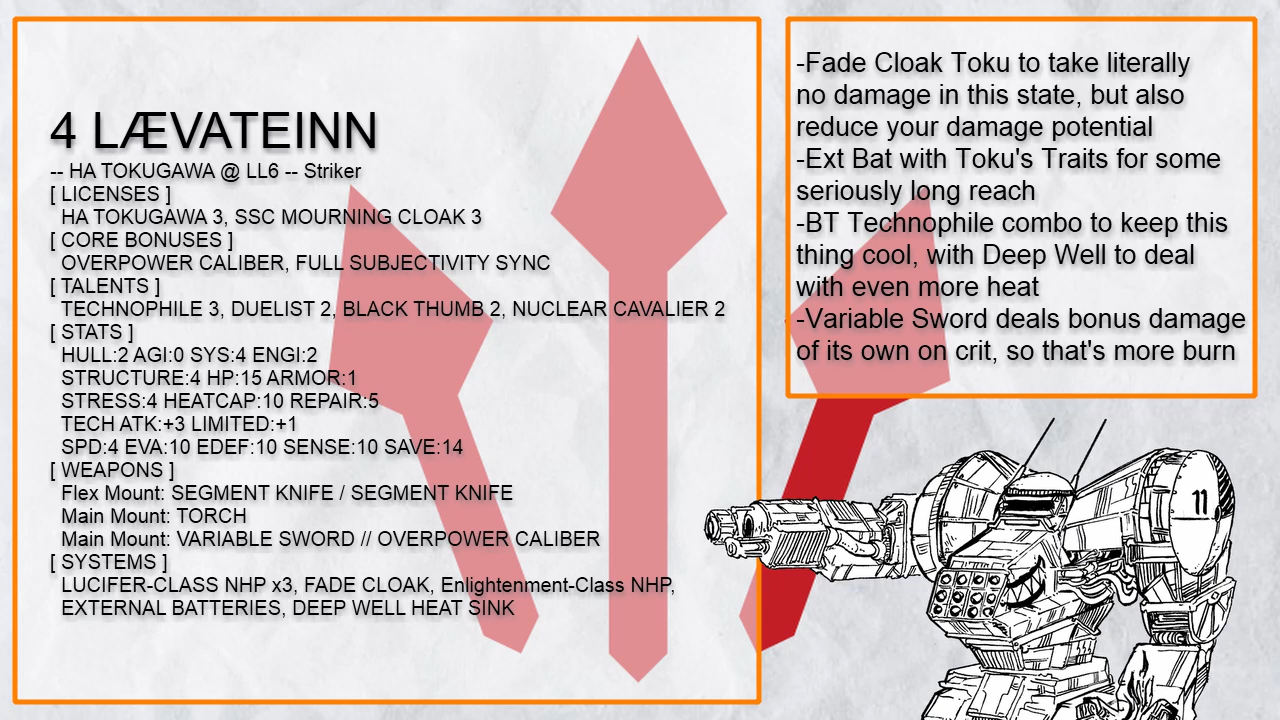 4 LÆVATEINN
-- HA TOKUGAWA @ LL6 -- Striker
[ LICENSES ]
HA TOKUGAWA 3, SSC MOURNING CLOAK 3
[ CORE BONUSES ]
OVERPOWER CALIBER, FULL SUBJECTIVITY SYNC
[ TALENTS ]
TECHNOPHILE 3, DUELIST 2, BLACK THUMB 2, NUCLEAR CAVALIER 2
[ STATS ]
HULL:2 AGI:0 SYS:4 ENGI:2
STRUCTURE:4 HP:15 ARMOR:1
STRESS:4 HEATCAP:10 REPAIR:5
TECH ATK:+3 LIMITED:+1
SPD:4 EVA:10 EDEF:10 SENSE:10 SAVE:14
[ WEAPONS ]
Flex Mount: SEGMENT KNIFE / SEGMENT KNIFE
Main Mount: TORCH
Main Mount: VARIABLE SWORD // OVERPOWER CALIBER
[ SYSTEMS ]
LUCIFER-CLASS NHP x3, FADE CLOAK, Enlightenment-Class NHP,
EXTERNAL BATTERIES, DEEP WELL HEAT SINK
-Fade Cloak Toku to take literally
no damage in this state, but also
reduce your damage potential
-Ext Bat with Toku's Traits for some
seriously long reach
-BT Technophile combo to keep this
thing cool, with Deep Well to deal
with even more heat
-Variable Sword deals bonus damage
of its own on crit, so that's more burn
11